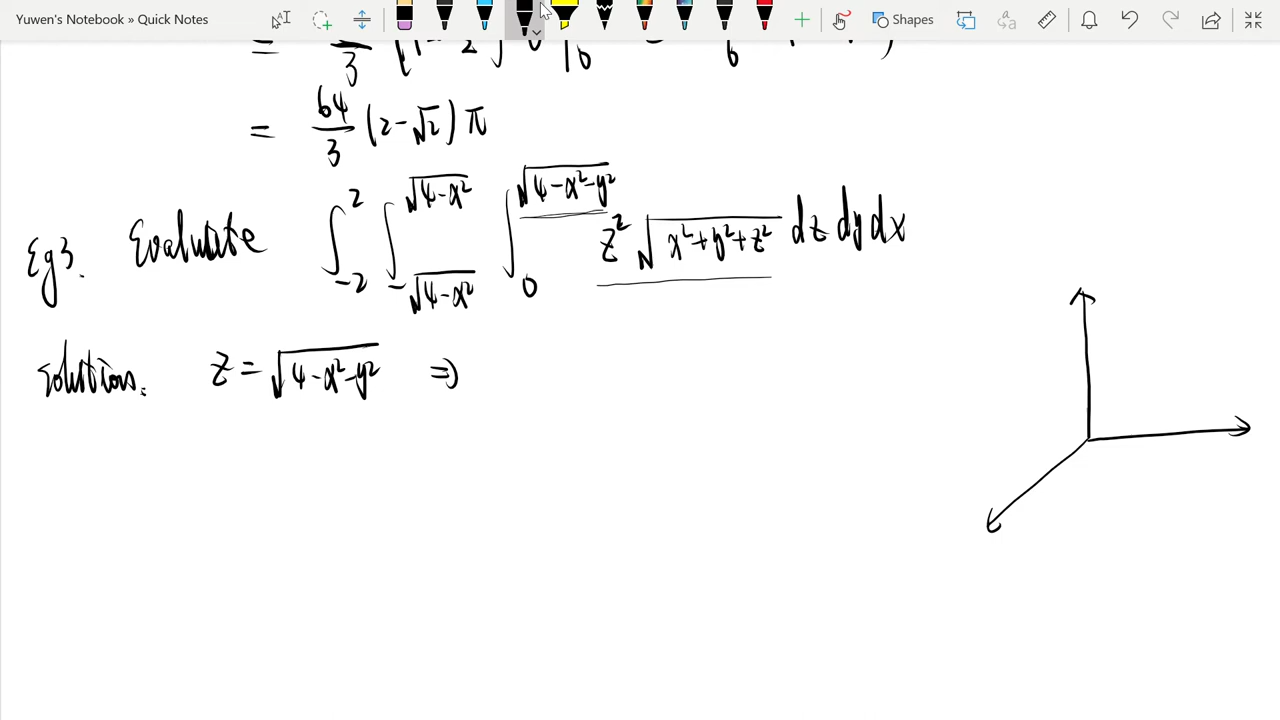 Yuwen's Notebook » Quick Notes
Shapes
= 64/3 (2-√2) π
Eg3. Evaluate ∫_{-2}^{2} ∫_{-√(4-x²)}^{√(4-x²)} ∫_0^{√(4-x²-y²)} z² √(x²+y²+z²) dz dy dx
Solution. z = √(4-x²-y²) ⇒